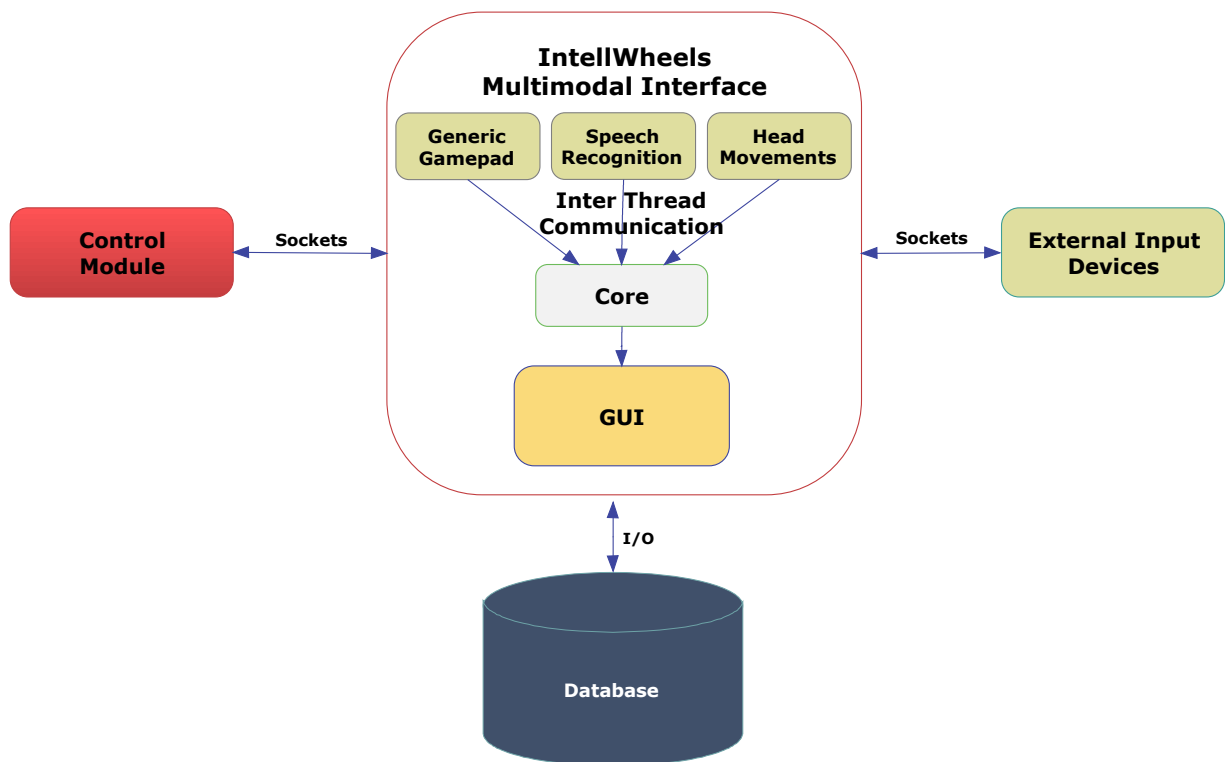 IntellWheels
Multimodal Interface
Generic
Gamepad
Speech
Recognition
Head
Movements
Inter Thread
Communication
Control
Module
Sockets
Sockets
External Input
Devices
Core
GUI
I/O
Database